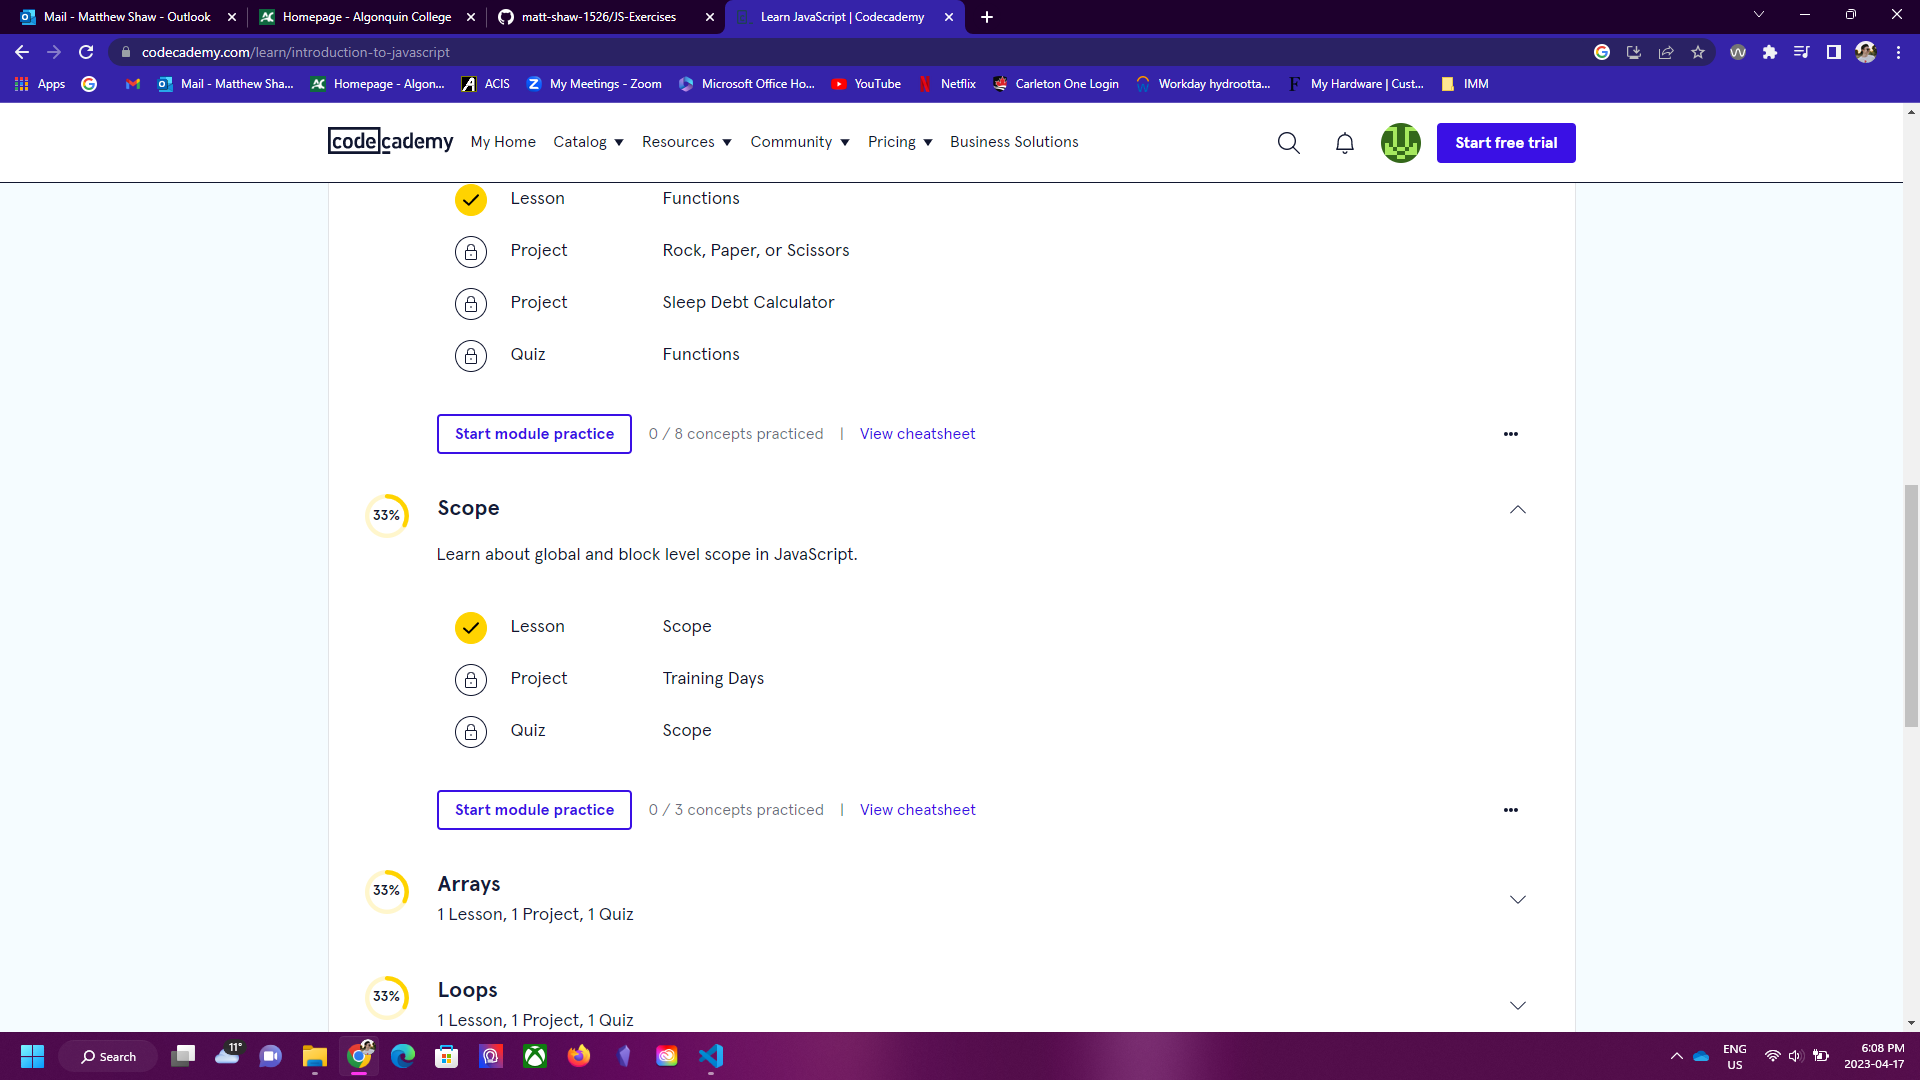 Mail - Matthew Shaw - Outlook
Homepage - Algonquin College
matt-shaw-1526/JS-Exercises
Learn JavaScript | Codecademy
codecademy.com/learn/introduction-to-javascript
Apps
Mail - Matthew Sha...
Homepage - Algon...
ACIS
My Meetings - Zoom
Microsoft Office Ho...
YouTube
Netflix
Carleton One Login
Workday hydrootta...
My Hardware | Cust...
IMM
codecademy
My Home
Catalog
Resources
Community
Pricing
Business Solutions
Start free trial
Lesson Functions
Project Rock, Paper, or Scissors
Project Sleep Debt Calculator
Quiz Functions
Start module practice 0 / 8 concepts practiced | View cheatsheet
33% Scope
Learn about global and block level scope in JavaScript.
Lesson Scope
Project Training Days
Quiz Scope
Start module practice 0 / 3 concepts practiced | View cheatsheet
33% Arrays
1 Lesson, 1 Project, 1 Quiz
33% Loops
1 Lesson, 1 Project, 1 Quiz
Search
11°
ENG
US
6:08 PM
2023-04-17